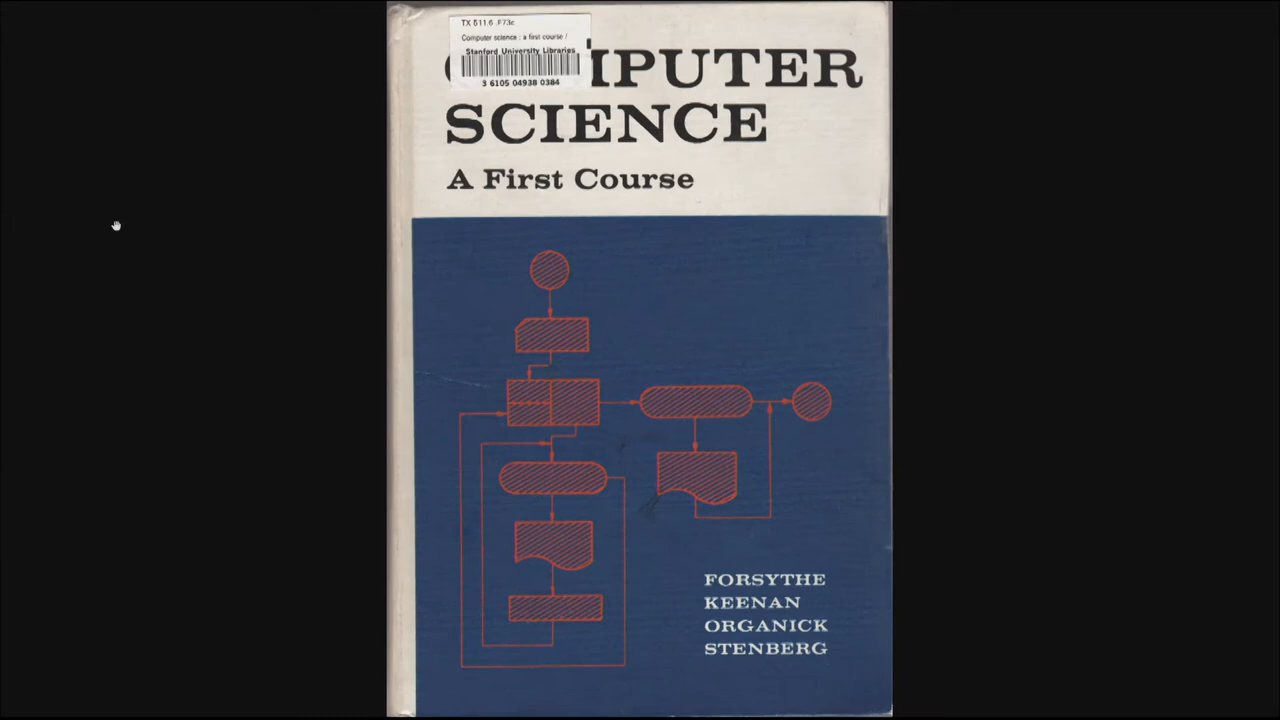 TX 511.6 .F73c
Computer science : a first course /
Stanford University Libraries
3 6105 04938 0384
COMPUTER
SCIENCE
A First Course
FORSYTHE
KEENAN
ORGANICK
STENBERG